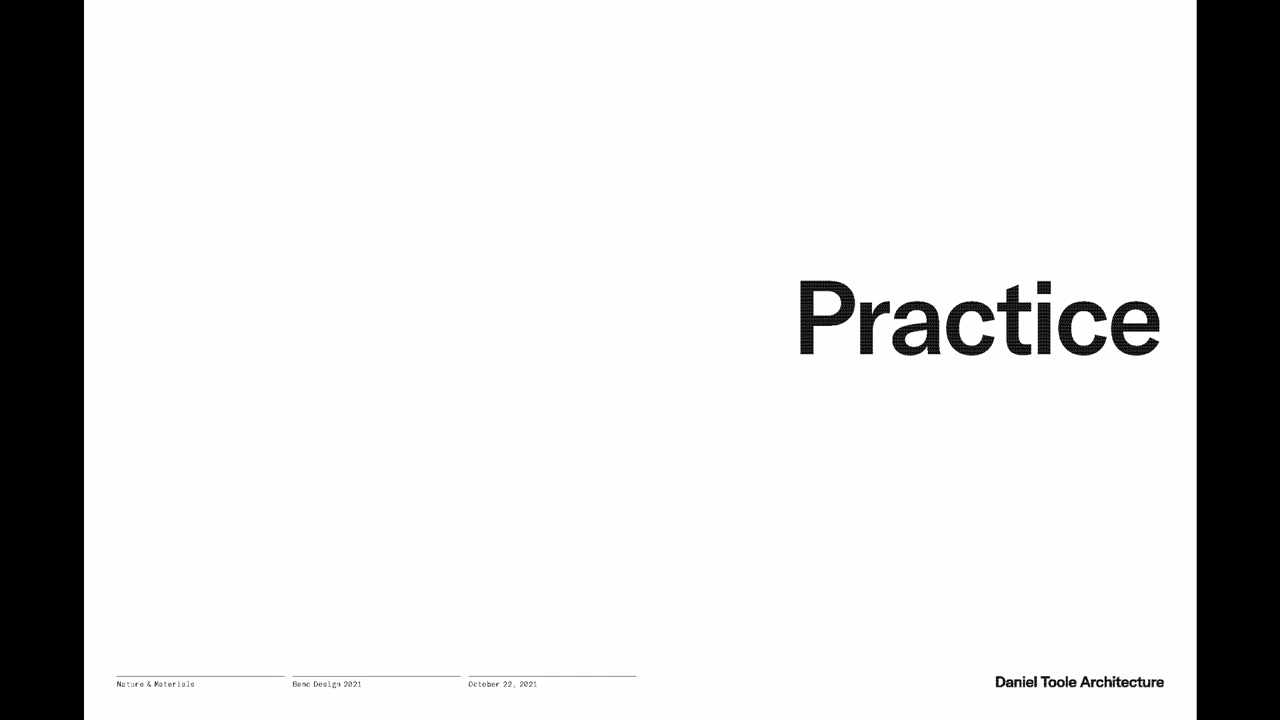 Practice
Nature & Materials
Bend Design 2021
October 22, 2021
Daniel Toole Architecture